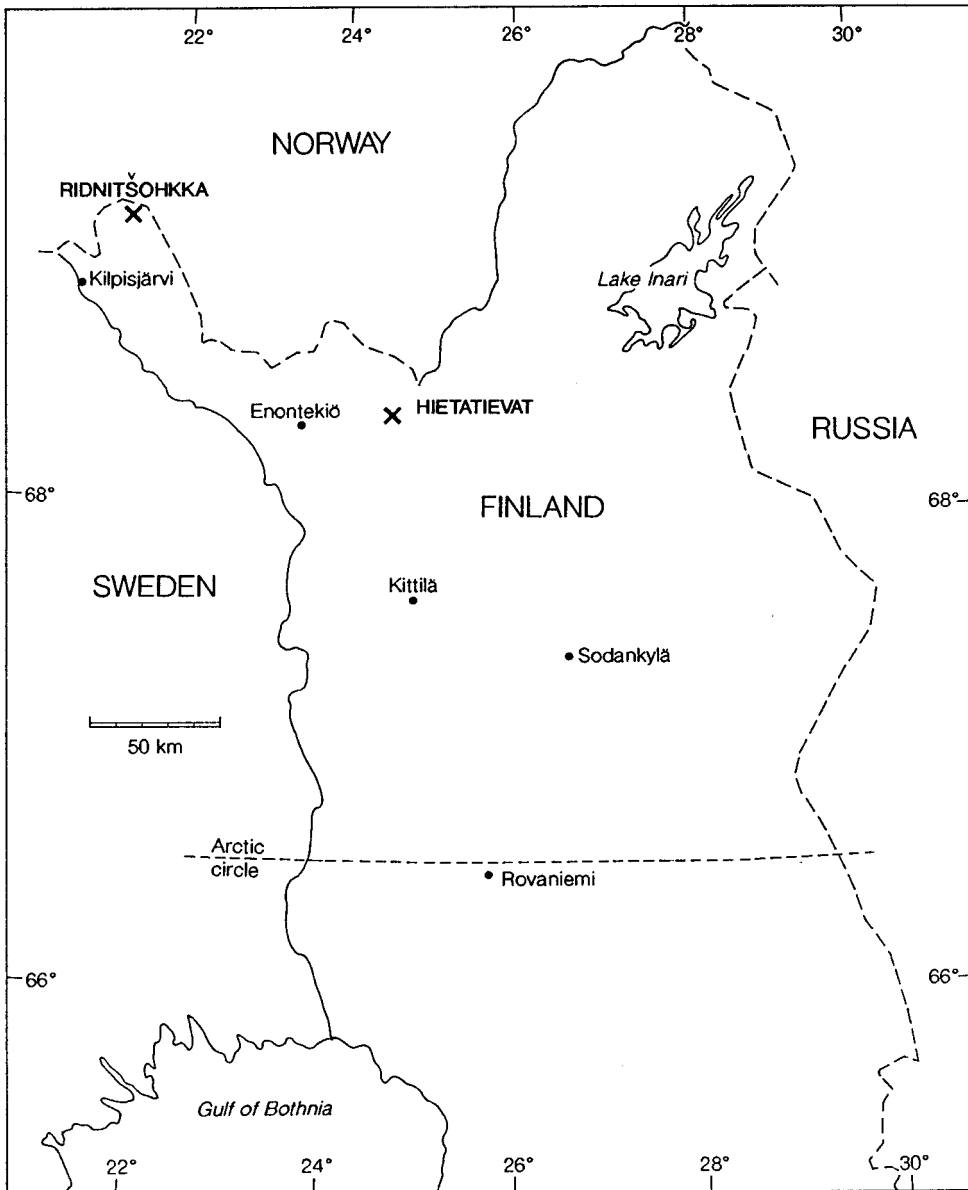 22°
24°
26°
28°
30°
NORWAY
RIDNITŠOHKKA
Kilpisjärvi
Lake Inari
Enontekiö
HIETATIEVAT
RUSSIA
68°
FINLAND
68°
SWEDEN
Kittilä
Sodankylä
50 km
Arctic
circle
Rovaniemi
66°
66°
Gulf of Bothnia
22°
24°
26°
28°
30°